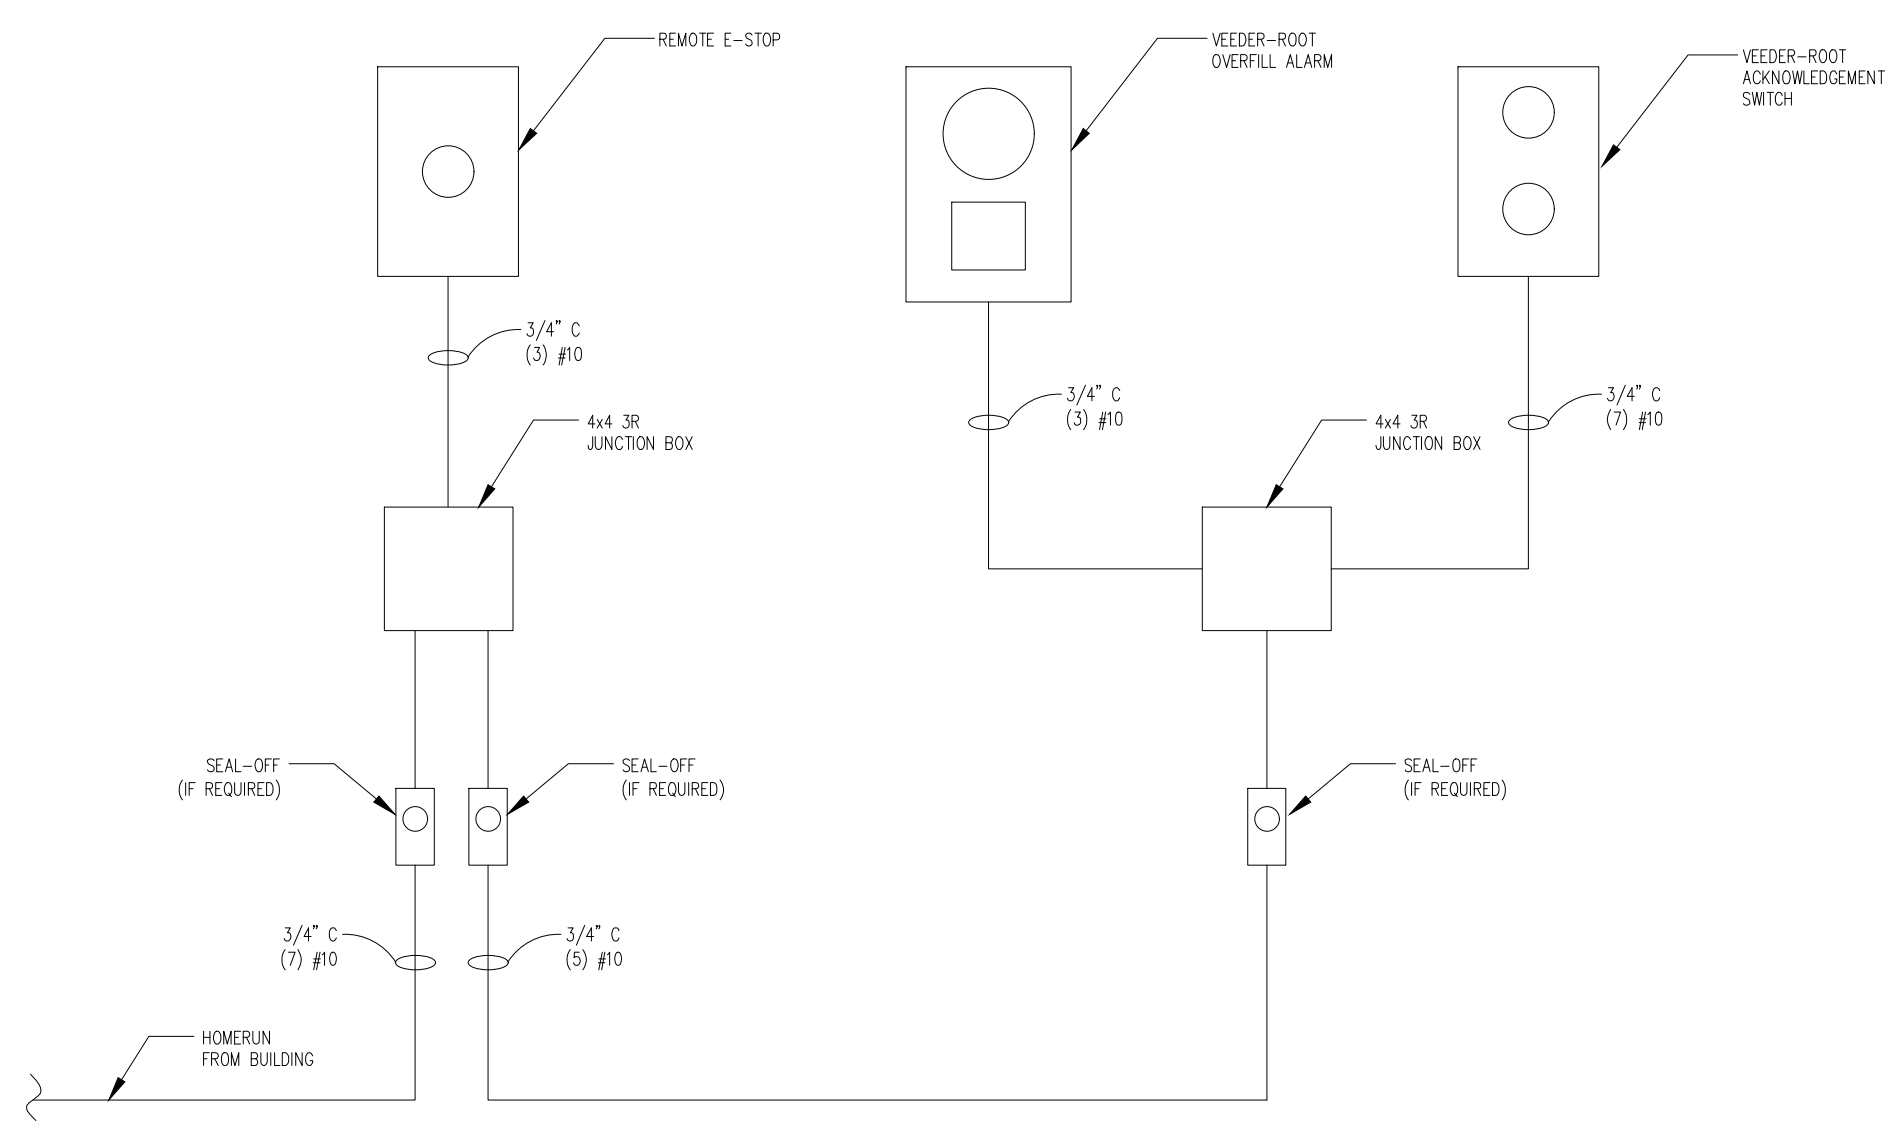 REMOTE E-STOP
VEEDER-ROOT
OVERFILL ALARM
VEEDER-ROOT
ACKNOWLEDGEMENT
SWITCH
3/4" C
(3) #10
3/4" C
(3) #10
3/4" C
(7) #10
4x4 3R
JUNCTION BOX
4x4 3R
JUNCTION BOX
SEAL-OFF
(IF REQUIRED)
SEAL-OFF
(IF REQUIRED)
SEAL-OFF
(IF REQUIRED)
3/4" C
(7) #10
3/4" C
(5) #10
HOMERUN
FROM BUILDING